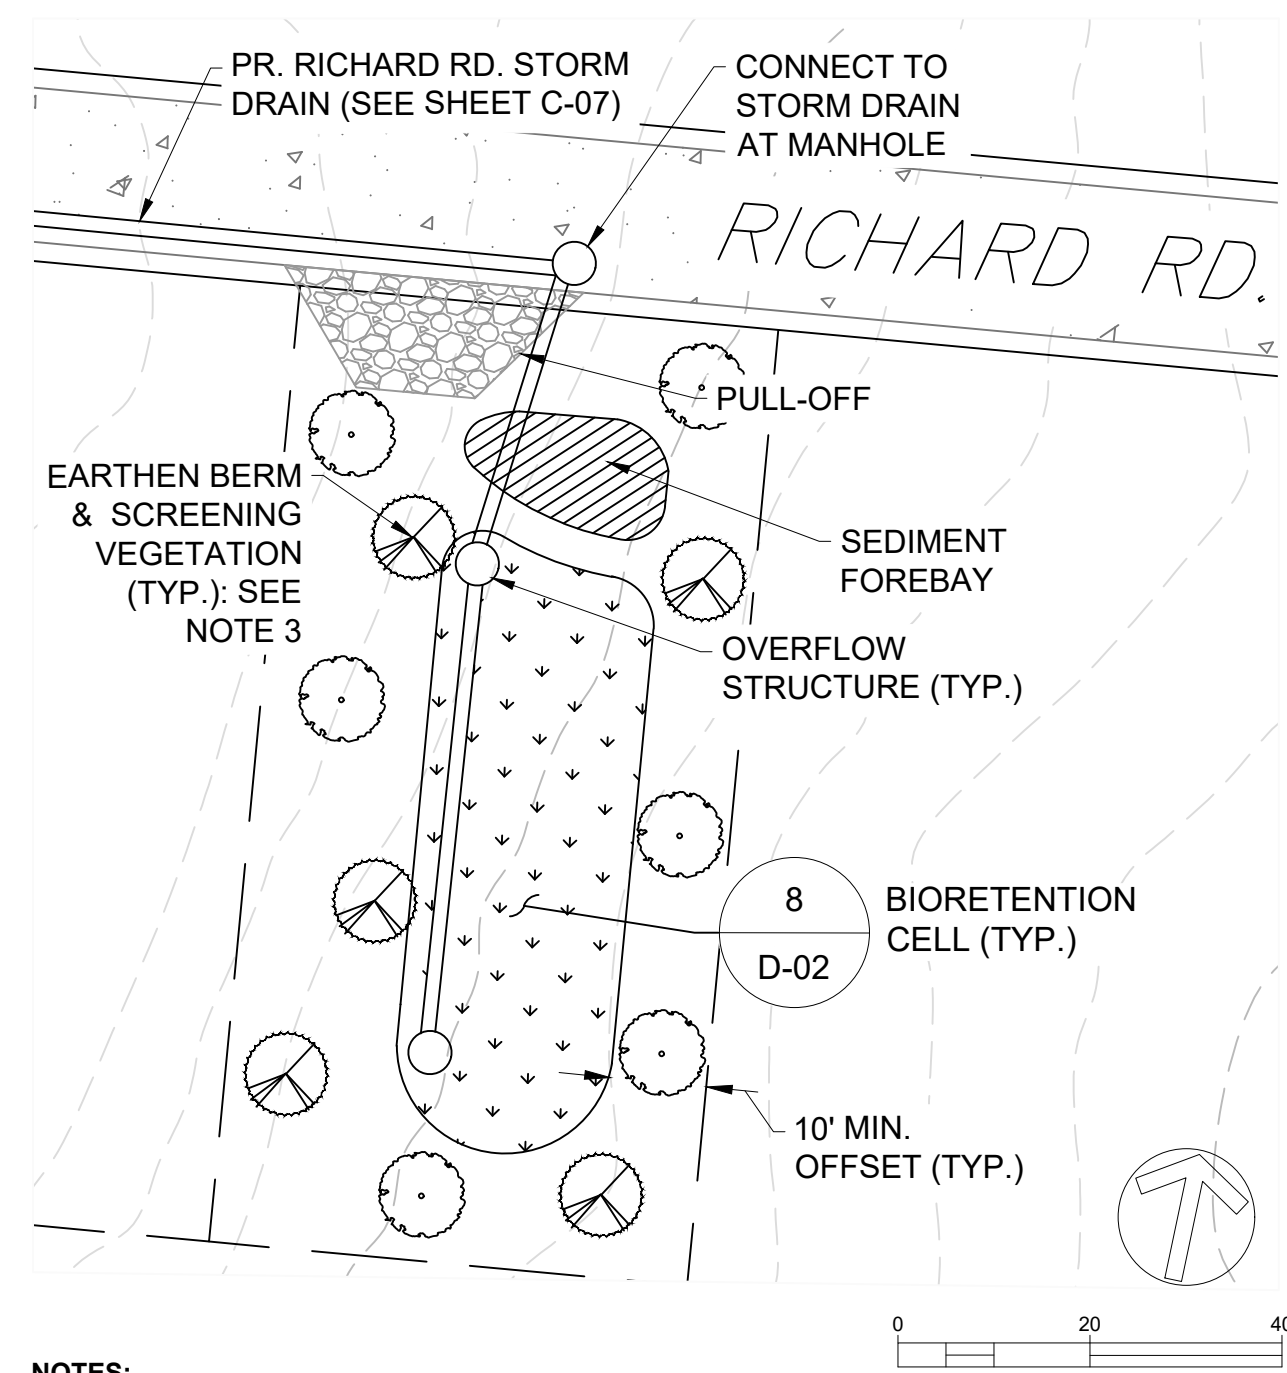 PR. RICHARD RD. STORM
DRAIN (SEE SHEET C-07)
CONNECT TO
STORM DRAIN
AT MANHOLE
RICHARD RD.
PULL-OFF
EARTHEN BERM
& SCREENING
VEGETATION
(TYP.): SEE
NOTE 3
SEDIMENT
FOREBAY
OVERFLOW
STRUCTURE (TYP.)
8
D-02
BIORETENTION
CELL (TYP.)
10' MIN.
OFFSET (TYP.)
0 20 40
NOTES: